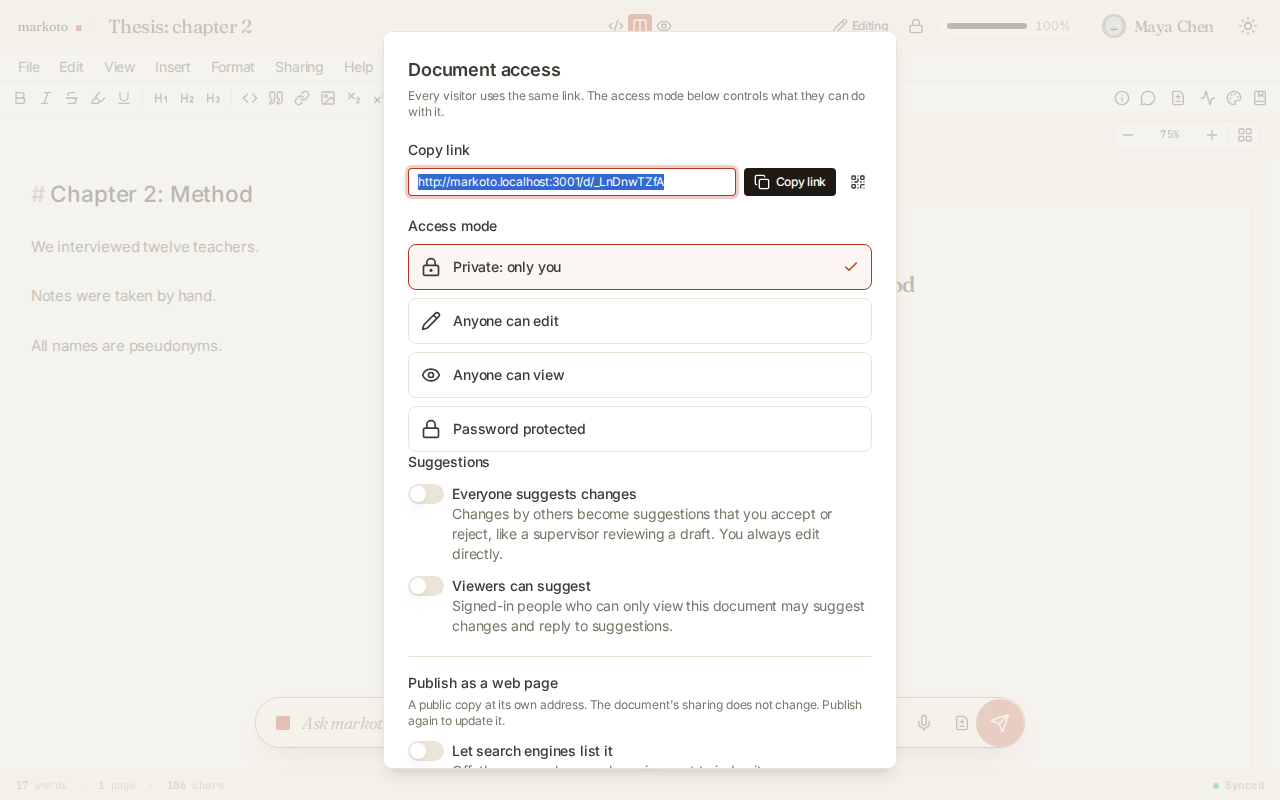 markoto
Thesis: chapter 2
Editing
100%
Maya Chen
File Edit View Insert Format Sharing Help
B I S U H1 H2 H3 X2
75%
# Chapter 2: Method
We interviewed twelve teachers.
Notes were taken by hand.
All names are pseudonyms.
Document access
Every visitor uses the same link. The access mode below controls what they can do
with it.
Copy link
http://markoto.localhost:3001/d/_LnDnwTZfA
Copy link
Access mode
Private: only you
Anyone can edit
Anyone can view
Password protected
Suggestions
Everyone suggests changes
Changes by others become suggestions that you accept or
reject, like a supervisor reviewing a draft. You always edit
directly.
Viewers can suggest
Signed-in people who can only view this document may suggest
changes and reply to suggestions.
Publish as a web page
A public copy at its own address. The document's sharing does not change. Publish
again to update it.
Let search engines list it
Ask markot
17 words · 1 page · 106 chars
Synced